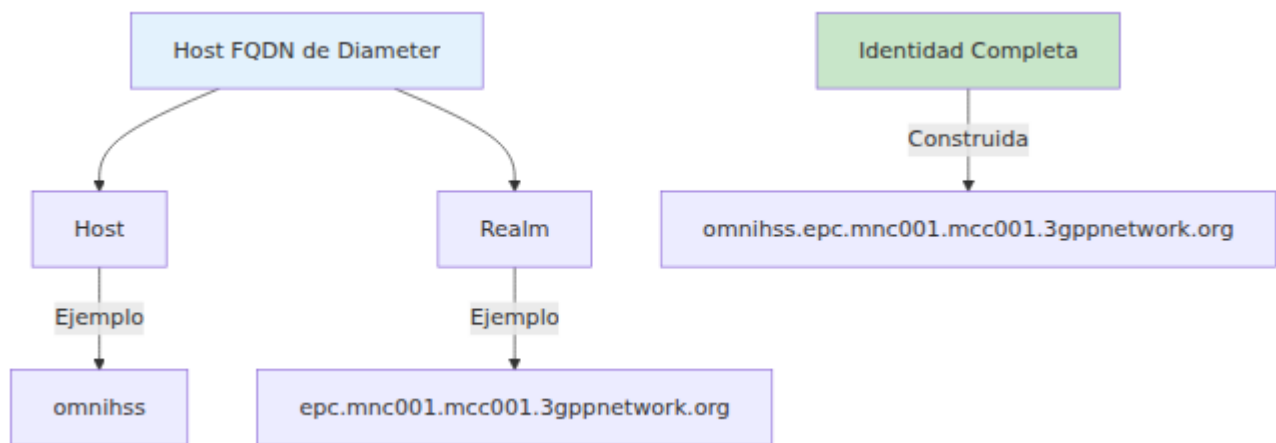 Host FQDN de Diameter
Identidad Completa
Construida
Host
Realm
omnihss.epc.mnc001.mcc001.3gppnetwork.org
Ejemplo
Ejemplo
omnihss
epc.mnc001.mcc001.3gppnetwork.org